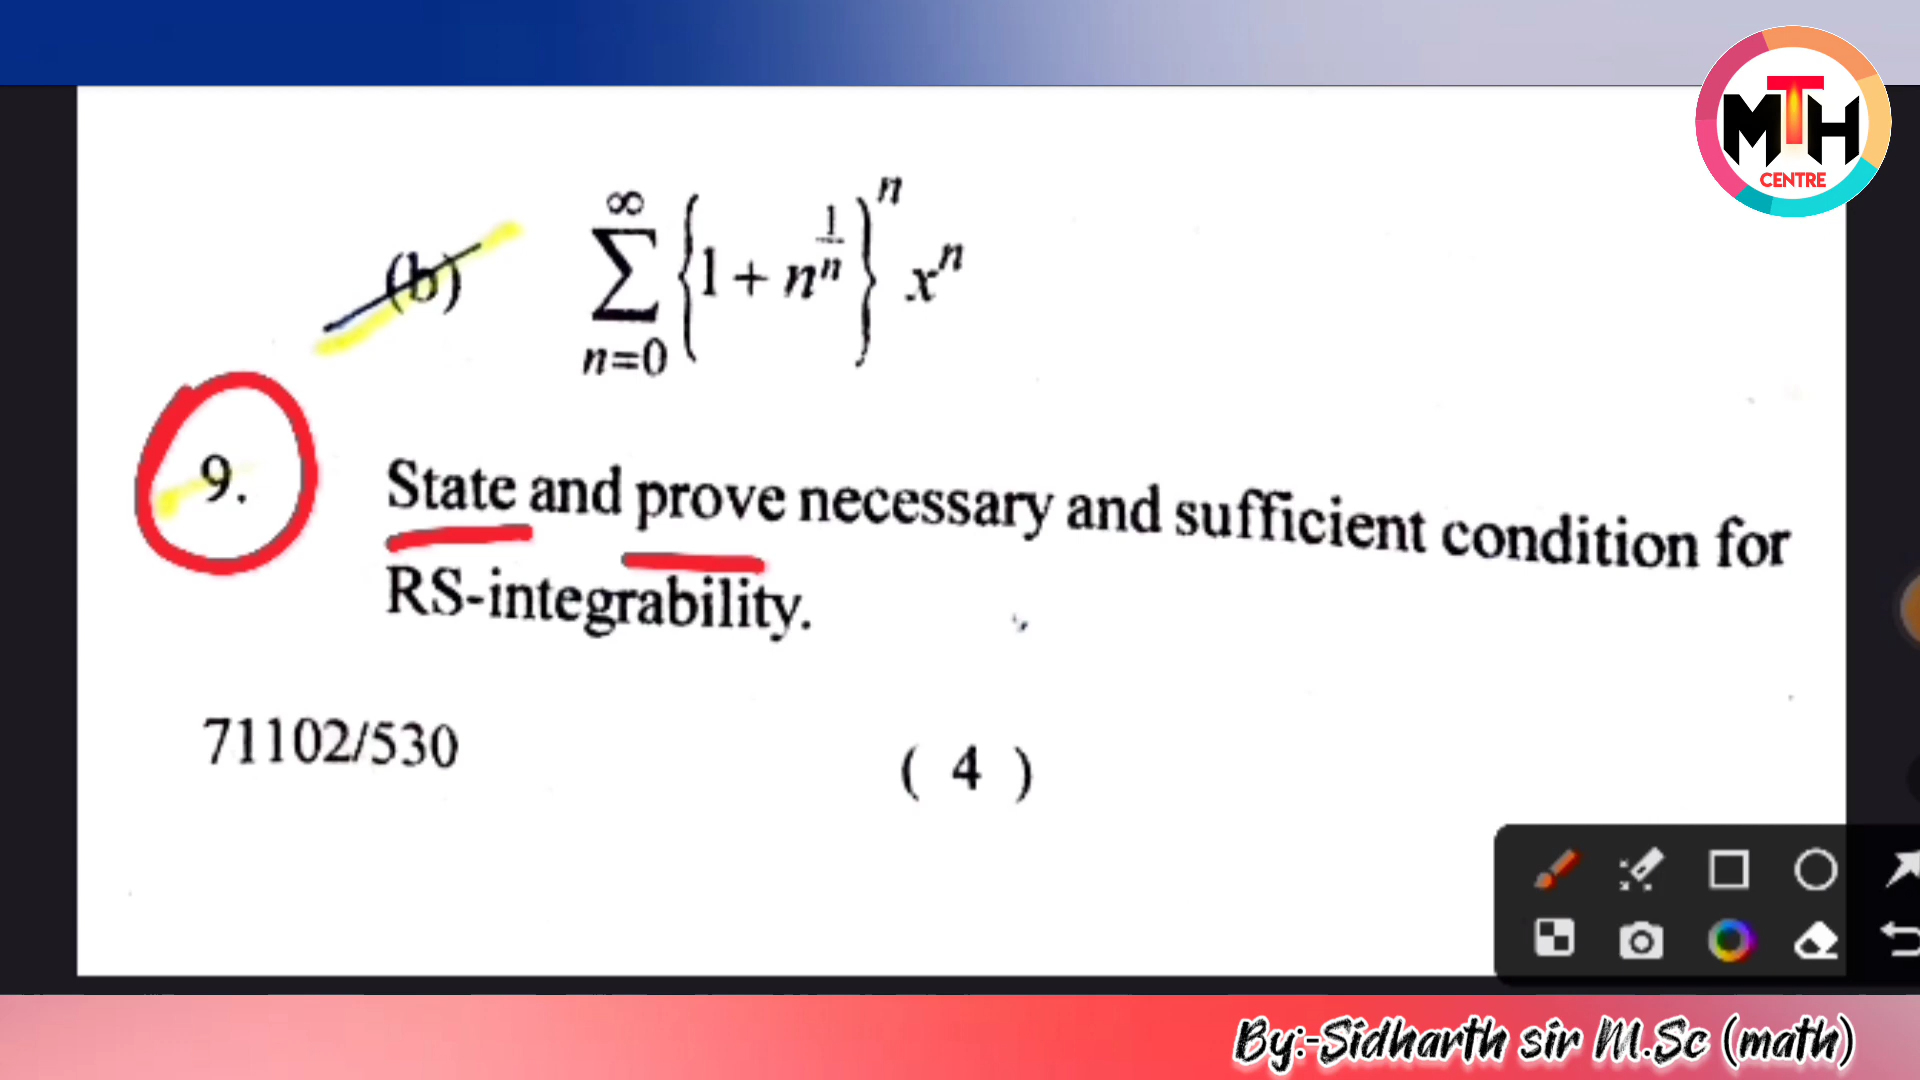 MTH
CENTRE
(b) ∞ ∑ n=0 {1 + n^(1/n)}^n x^n
9. State and prove necessary and sufficient condition for
RS-integrability.
71102/530 ( 4 )
By:-Sidharth sir M.Sc (math)